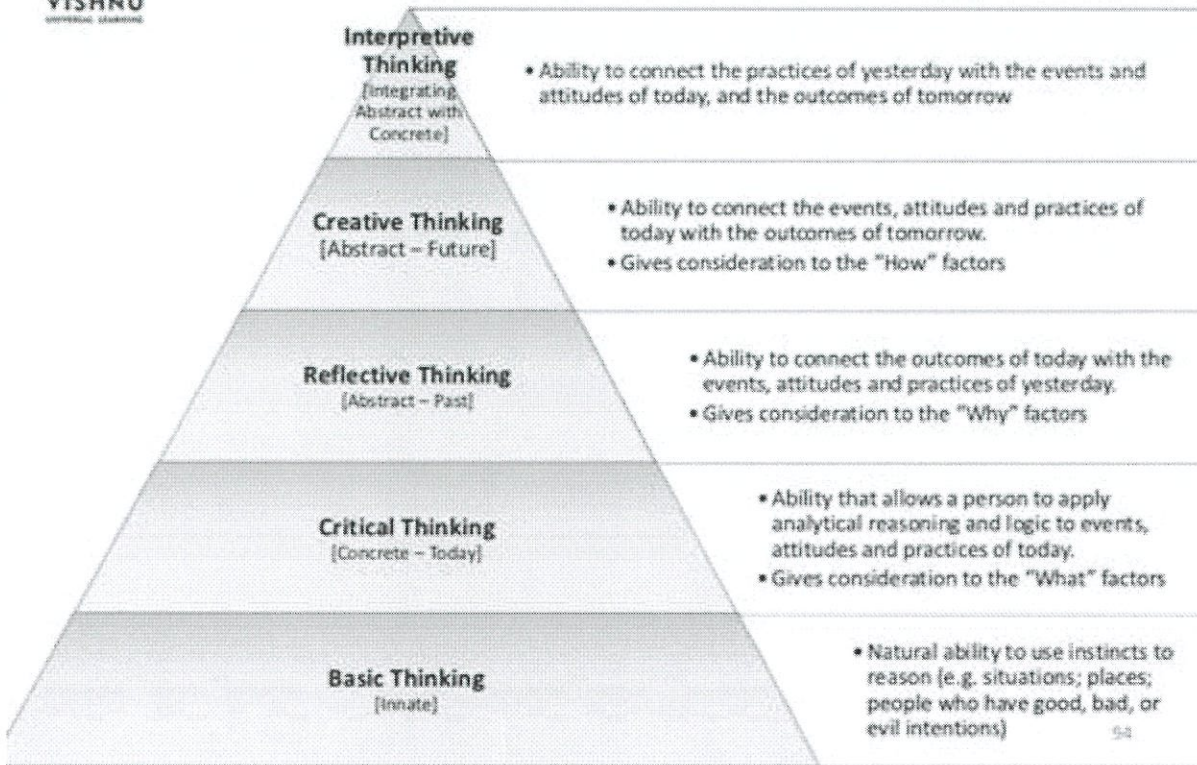 VISHNU
UNIVERSAL LEARNING
Interpretive
Thinking
[Integrating
Abstract with
Concrete]
• Ability to connect the practices of yesterday with the events and
attitudes of today, and the outcomes of tomorrow
Creative Thinking
[Abstract – Future]
• Ability to connect the events, attitudes and practices of
today with the outcomes of tomorrow.
• Gives consideration to the "How" factors
Reflective Thinking
[Abstract – Past]
• Ability to connect the outcomes of today with the
events, attitudes and practices of yesterday.
• Gives consideration to the "Why" factors
Critical Thinking
[Concrete – Today]
• Ability that allows a person to apply
analytical reasoning and logic to events,
attitudes and practices of today.
• Gives consideration to the "What" factors
Basic Thinking
[Innate]
• Natural ability to use instincts to
reason (e.g. situations; places;
people who have good, bad, or
evil intentions)
94